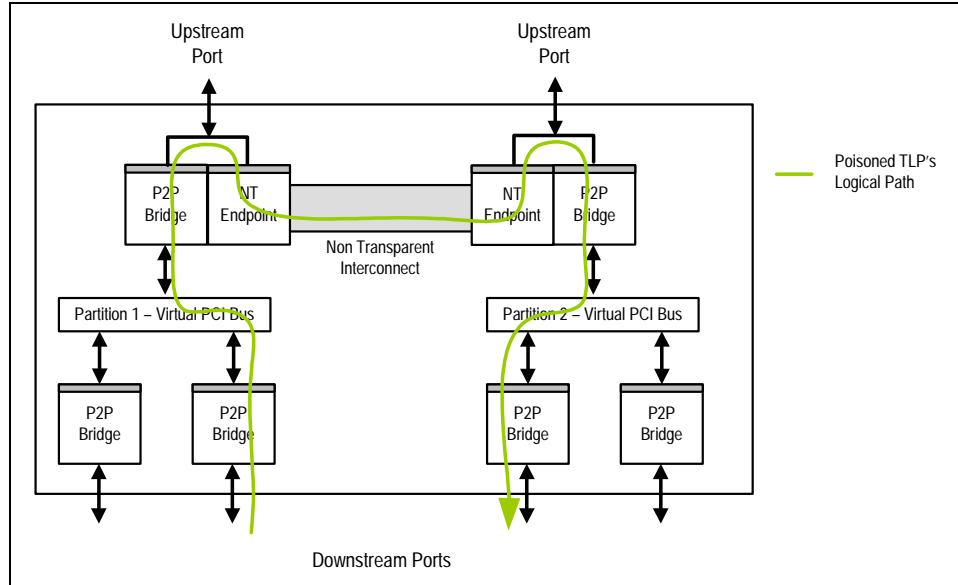 Upstream
Port
Upstream
Port
P2P
Bridge
NT
Endpoint
NT
Endpoint
P2P
Bridge
Poisoned TLP's
Logical Path
Non Transparent
Interconnect
Partition 1 – Virtual PCI Bus
Partition 2 – Virtual PCI Bus
P2P
Bridge
P2P
Bridge
P2P
Bridge
P2P
Bridge
Downstream Ports